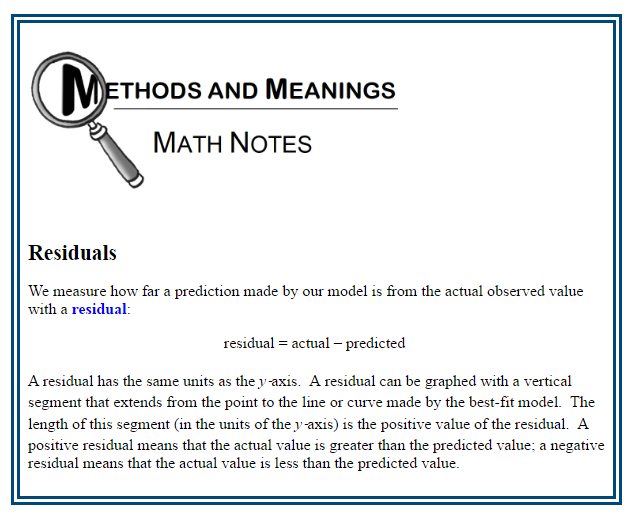 METHODS AND MEANINGS
MATH NOTES
Residuals
We measure how far a prediction made by our model is from the actual observed value
with a residual:
residual = actual – predicted
A residual has the same units as the y-axis.  A residual can be graphed with a vertical
segment that extends from the point to the line or curve made by the best-fit model.  The
length of this segment (in the units of the y-axis) is the positive value of the residual.  A
positive residual means that the actual value is greater than the predicted value; a negative
residual means that the actual value is less than the predicted value.